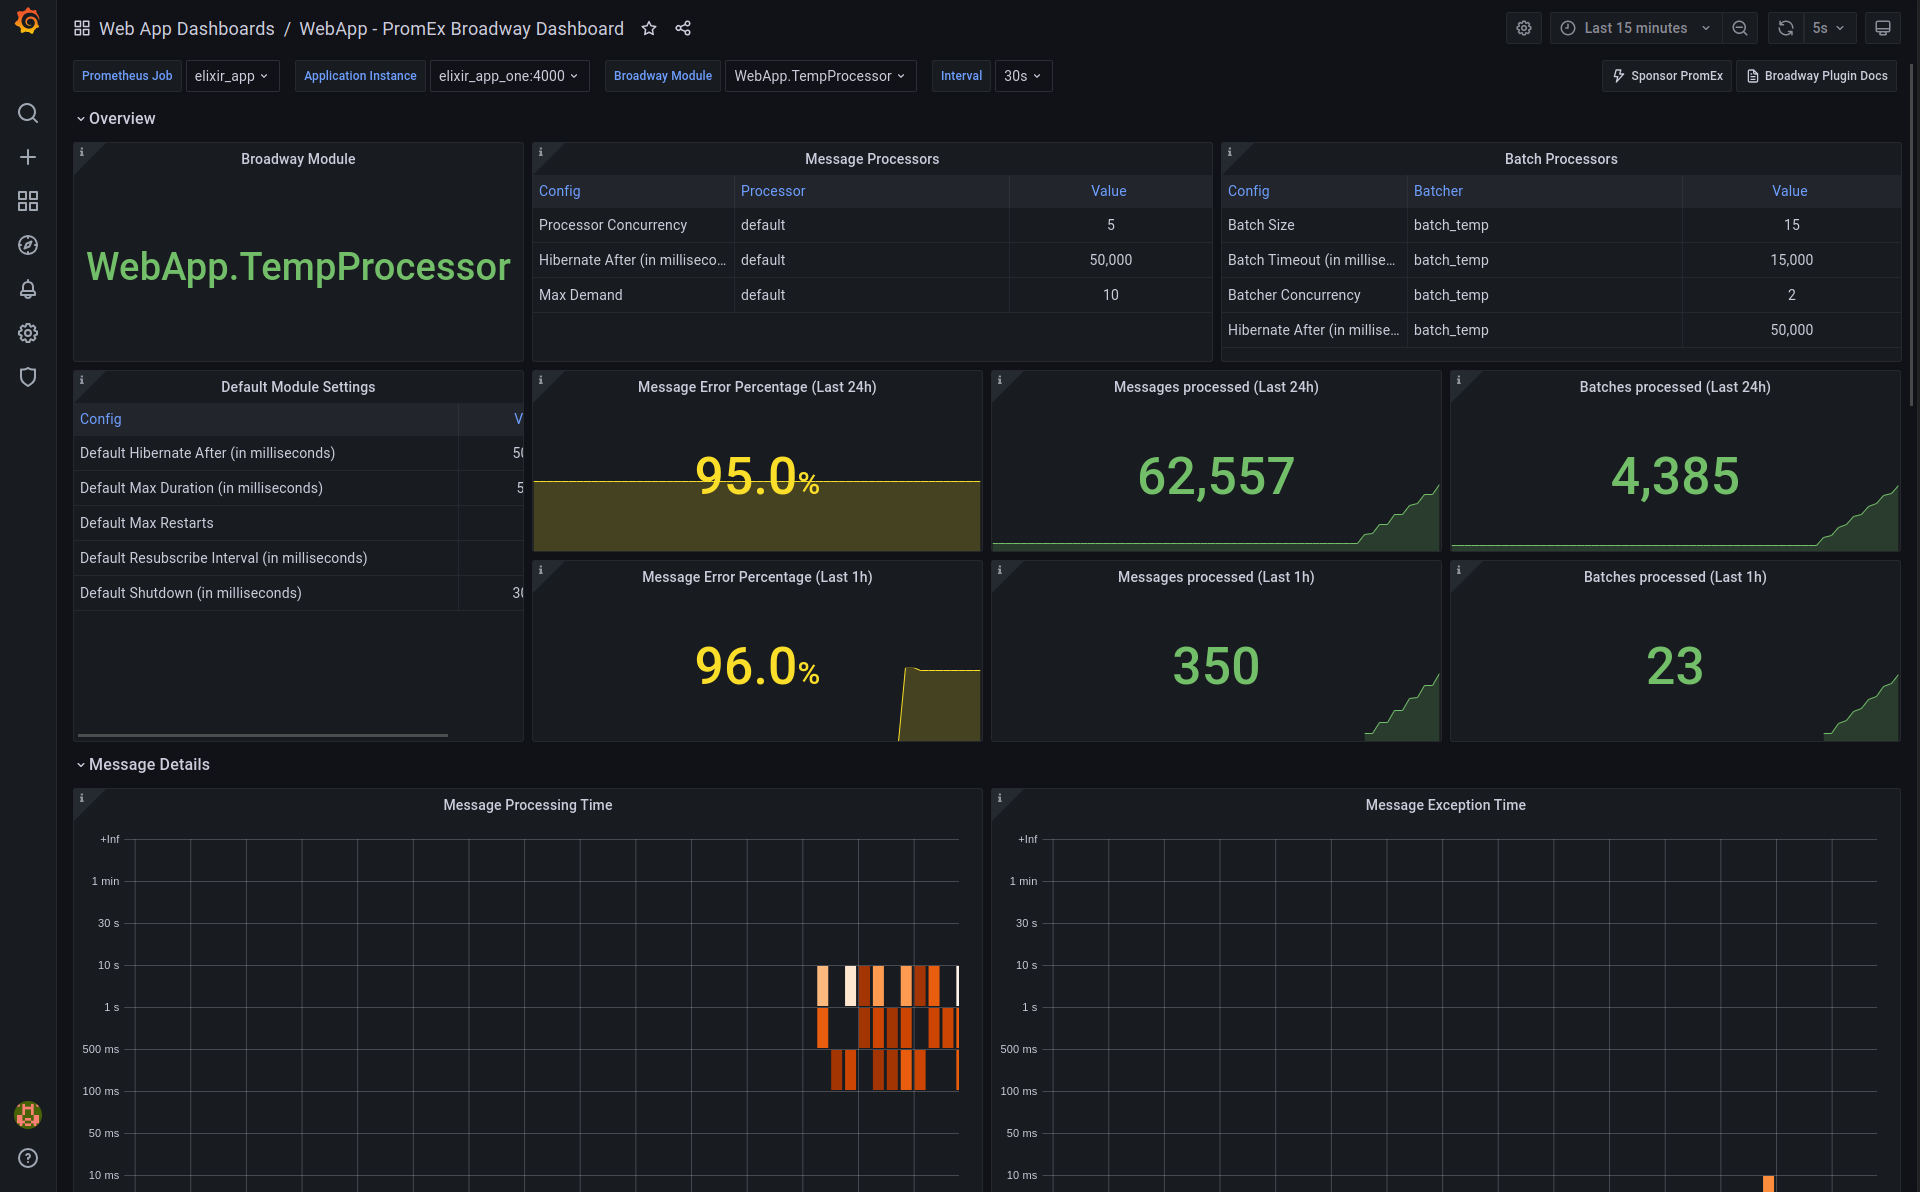 Web App Dashboards / WebApp - PromEx Broadway Dashboard
Last 15 minutes
5s
Prometheus Job elixir_app Application Instance elixir_app_one:4000 Broadway Module WebApp.TempProcessor Interval 30s
Sponsor PromEx Broadway Plugin Docs
Overview
Broadway Module
WebApp.TempProcessor
Message Processors
Config Processor Value
Processor Concurrency default 5
Hibernate After (in milliseco… default 50,000
Max Demand default 10
Batch Processors
Config Batcher Value
Batch Size batch_temp 15
Batch Timeout (in millise… batch_temp 15,000
Batcher Concurrency batch_temp 2
Hibernate After (in millise… batch_temp 50,000
Default Module Settings
Config V
Default Hibernate After (in milliseconds) 50
Default Max Duration (in milliseconds) 5
Default Max Restarts
Default Resubscribe Interval (in milliseconds)
Default Shutdown (in milliseconds) 30
Message Error Percentage (Last 24h)
95.0%
Messages processed (Last 24h)
62,557
Batches processed (Last 24h)
4,385
Message Error Percentage (Last 1h)
96.0%
Messages processed (Last 1h)
350
Batches processed (Last 1h)
23
Message Details
Message Processing Time
+Inf
1 min
30 s
10 s
1 s
500 ms
100 ms
50 ms
10 ms
Message Exception Time
+Inf
1 min
30 s
10 s
1 s
500 ms
100 ms
50 ms
10 ms